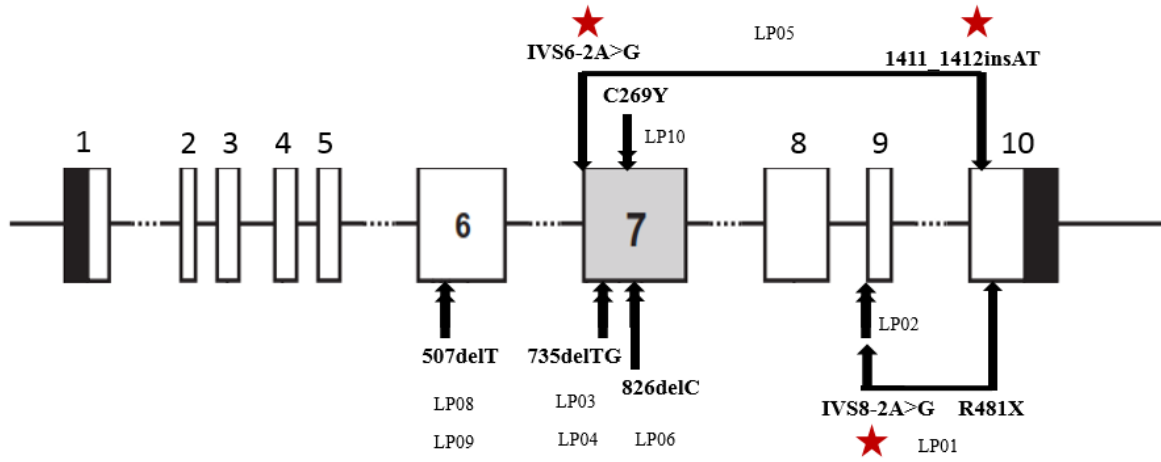 LP05
IVS6-2A>G
1411_1412insAT
C269Y
LP10
1 2 3 4 5 8 9 10
6 7
LP02
507delT 735delTG
826delC
LP08 LP03
IVS8-2A>G R481X
LP09 LP04 LP06 LP01